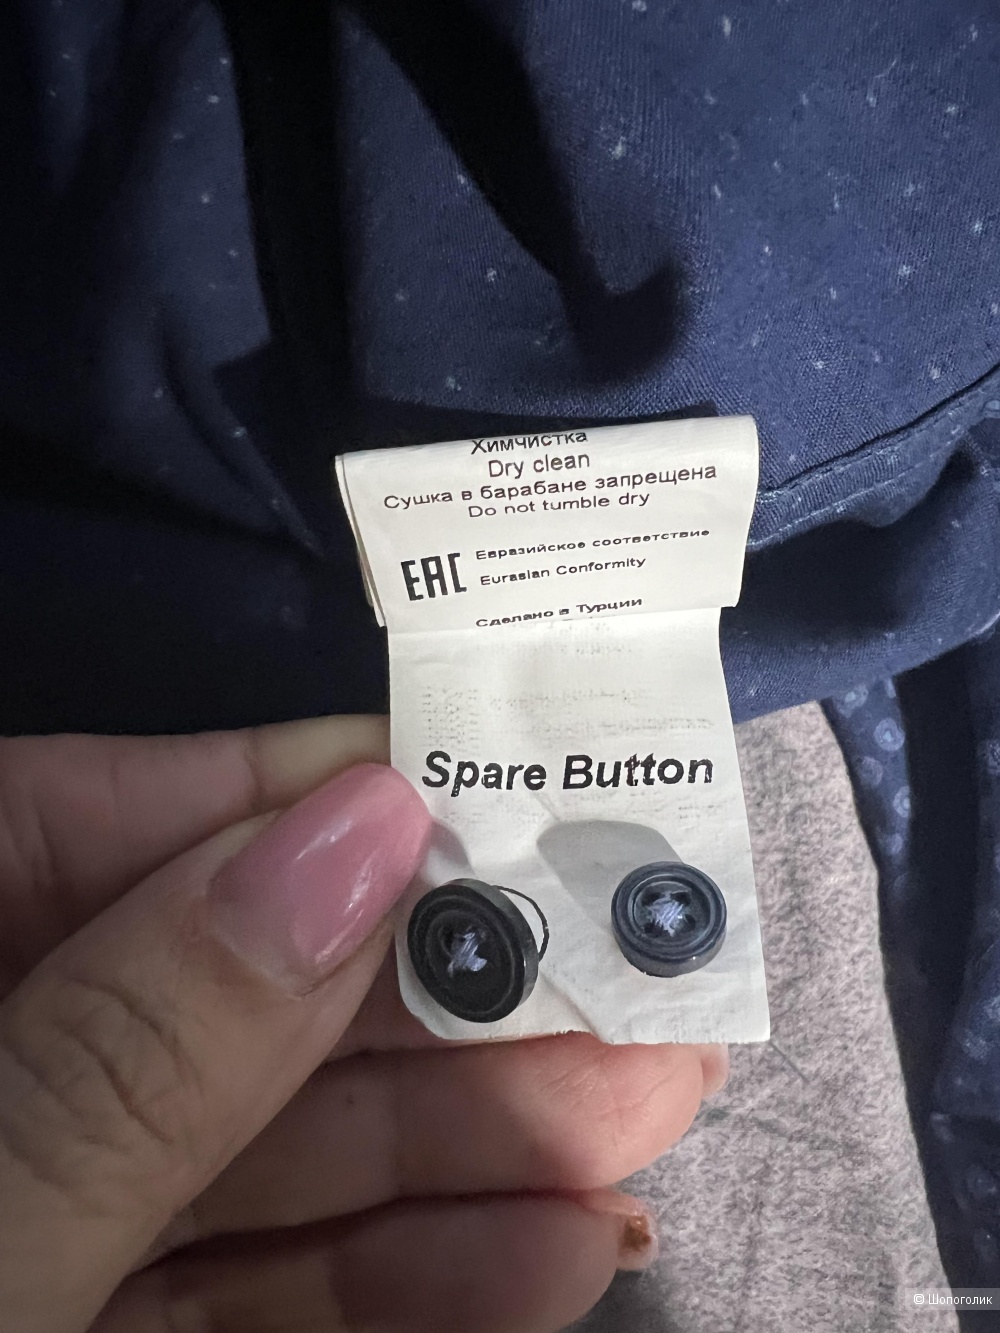 Химчистка
Dry clean
Сушка в барабане запрещена
Do not tumble dry
EAC
Евразийское соответствие
Eurasian Conformity
Сделано в Турции
Spare Button
© Шопоголик